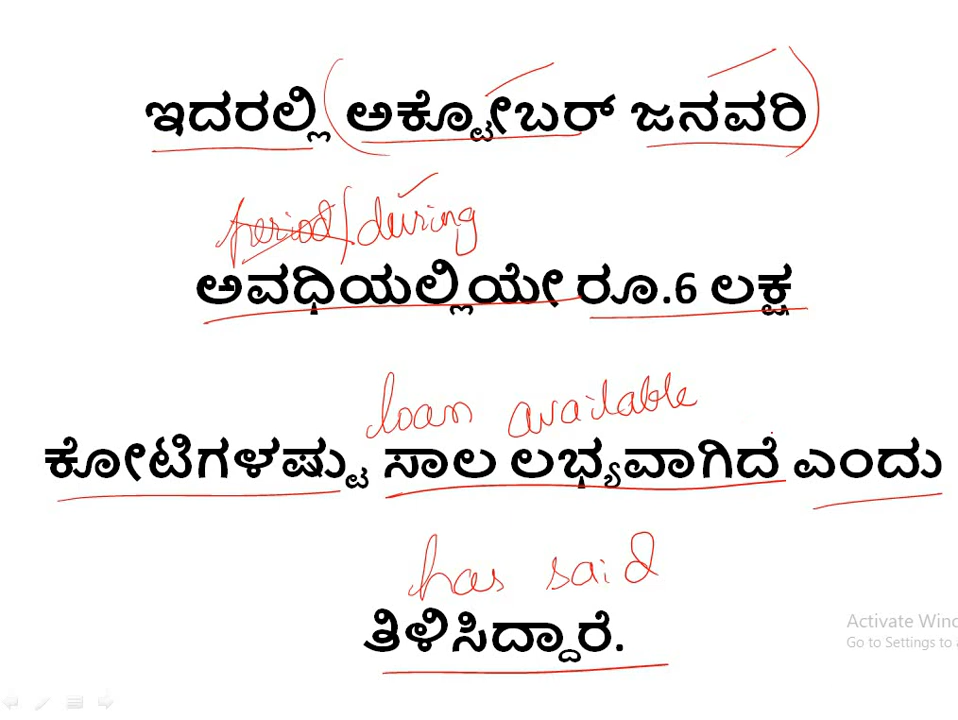 ಇದರಲ್ಲಿ ಅಕ್ಟೋಬರ್ ಜನವರಿ
period/during
ಅವಧಿಯಲ್ಲಿಯೇ ರೂ.6 ಲಕ್ಷ
loan available
ಕೋಟಿಗಳಷ್ಟು ಸಾಲ ಲಭ್ಯವಾಗಿದೆ ಎಂದು
has said
ತಿಳಿಸಿದ್ದಾರೆ.
Activate Wind
Go to Settings to